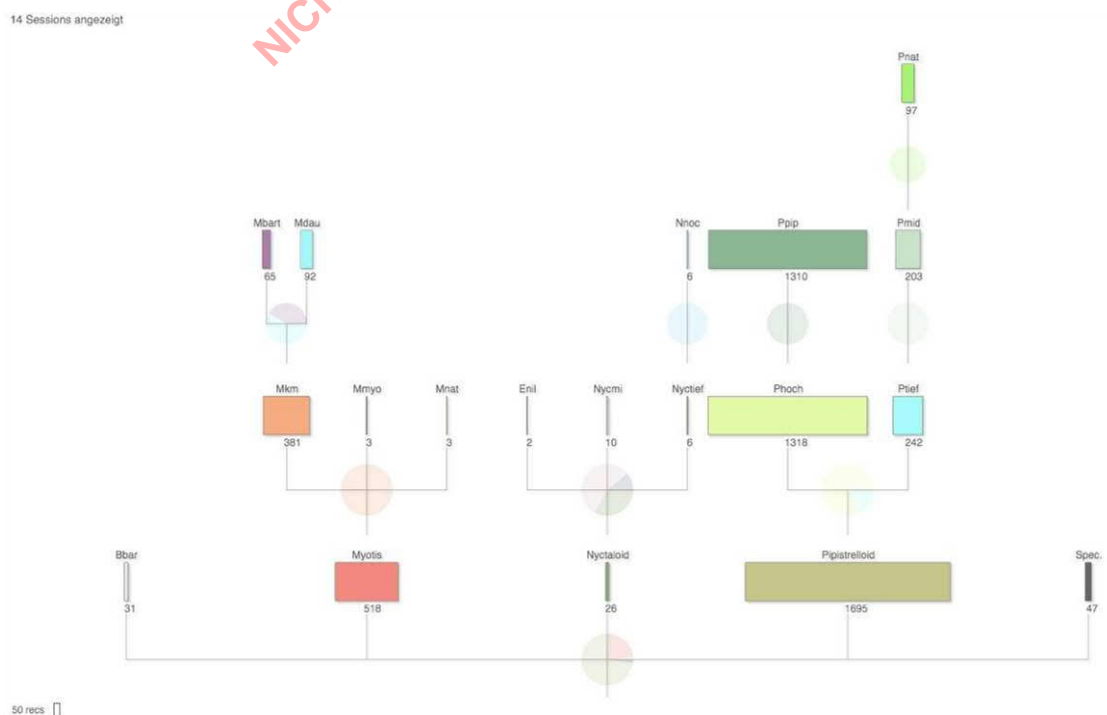 14 Sessions angezeigt
NICH
Pnat
97
Mbart Mdau Nnoc Ppip Pmid
65 92 6 1310 203
Mkm Mmyo Mnat Enil Nycmi Nyctief Phoch Ptief
381 3 3 2 10 6 1318 242
Bbar Myotis Nyctaloid Pipistrelloid Spec.
31 518 26 1695 47
50 recs